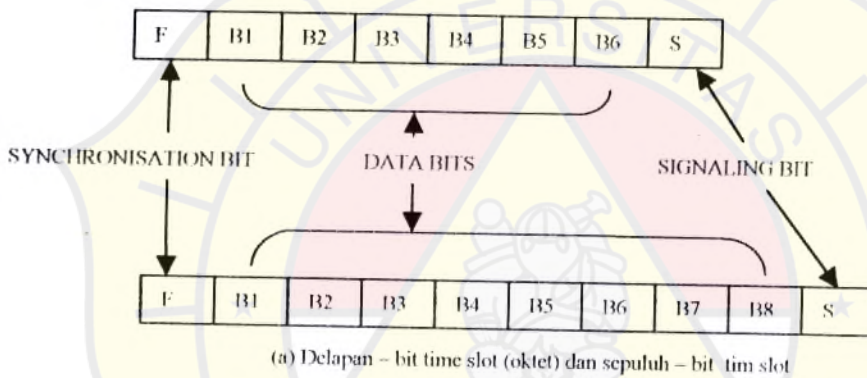 F B1 B2 B3 B4 B5 B6 S
UNIVERSITAS
SYNCHRONISATION BIT DATA BITS SIGNALING BIT
F B1 B2 B3 B4 B5 B6 B7 B8 S
(a) Delapan – bit time slot (oktet) dan sepuluh – bit tim slot